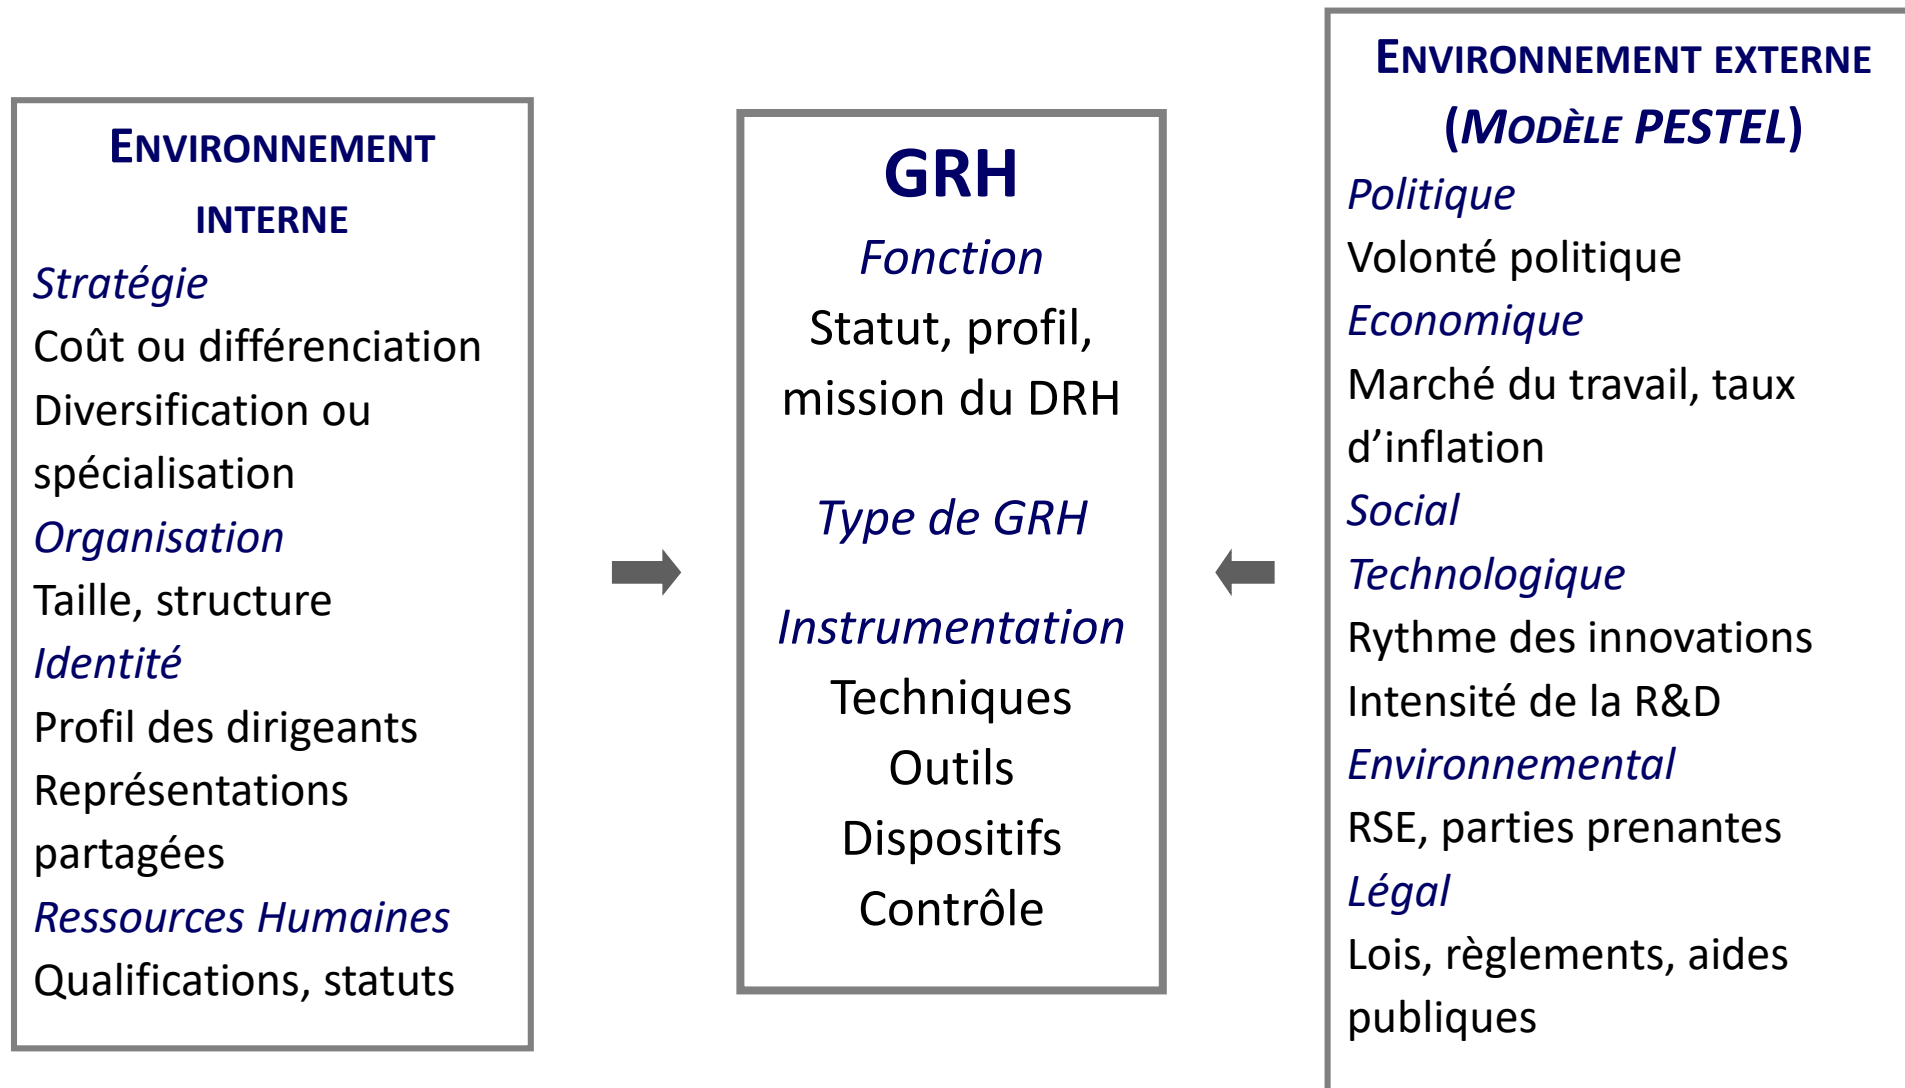 ENVIRONNEMENT
INTERNE
Stratégie
Coût ou différenciation
Diversification ou
spécialisation
Organisation
Taille, structure
Identité
Profil des dirigeants
Représentations
partagées
Ressources Humaines
Qualifications, statuts
GRH
Fonction
Statut, profil,
mission du DRH
Type de GRH
Instrumentation
Techniques
Outils
Dispositifs
Contrôle
ENVIRONNEMENT EXTERNE
(MODÈLE PESTEL)
Politique
Volonté politique
Economique
Marché du travail, taux
d’inflation
Social
Technologique
Rythme des innovations
Intensité de la R&D
Environnemental
RSE, parties prenantes
Légal
Lois, règlements, aides
publiques